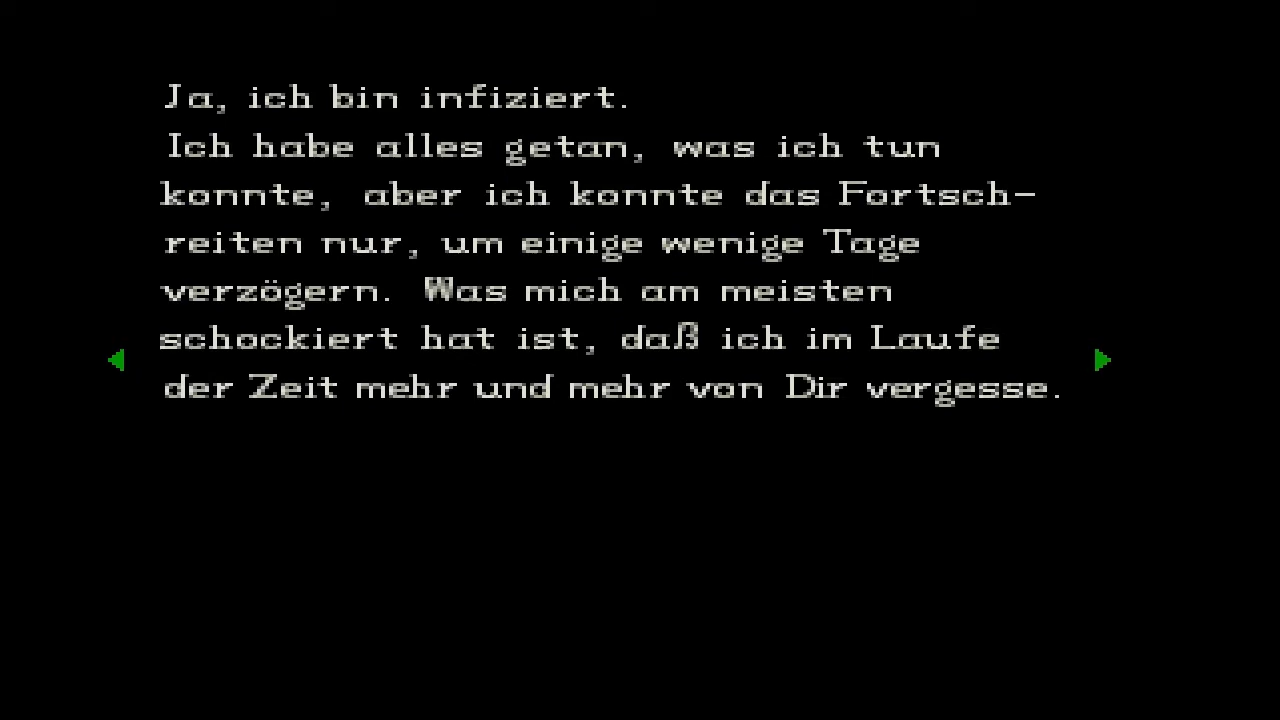 Ja, ich bin infiziert.
Ich habe alles getan, was ich tun
konnte, aber ich konnte das Fortsch-
reiten nur, um einige wenige Tage
verzögern. Was mich am meisten
schockiert hat ist, daß ich im Laufe
der Zeit mehr und mehr von Dir vergesse.